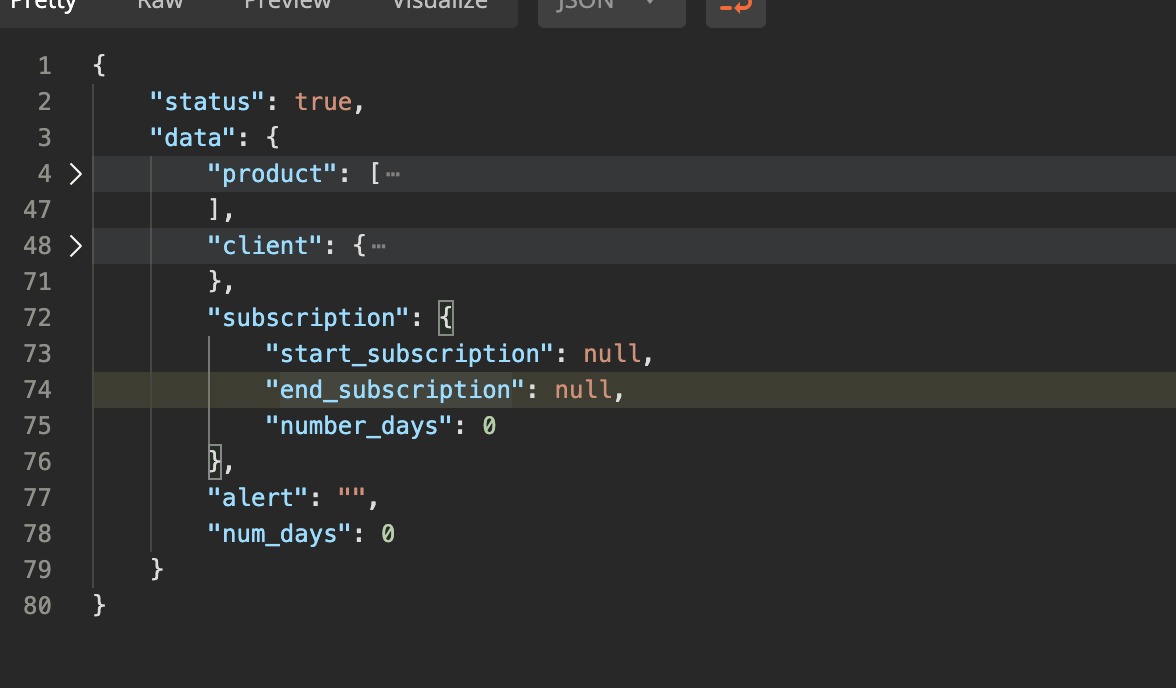 Pretty Raw Preview Visualize JSON
1 {
2 "status": true,
3 "data": {
4 "product": [⋯
47 ],
48 "client": {⋯
71 },
72 "subscription": {
73 "start_subscription": null,
74 "end_subscription": null,
75 "number_days": 0
76 },
77 "alert": "",
78 "num_days": 0
79 }
80 }